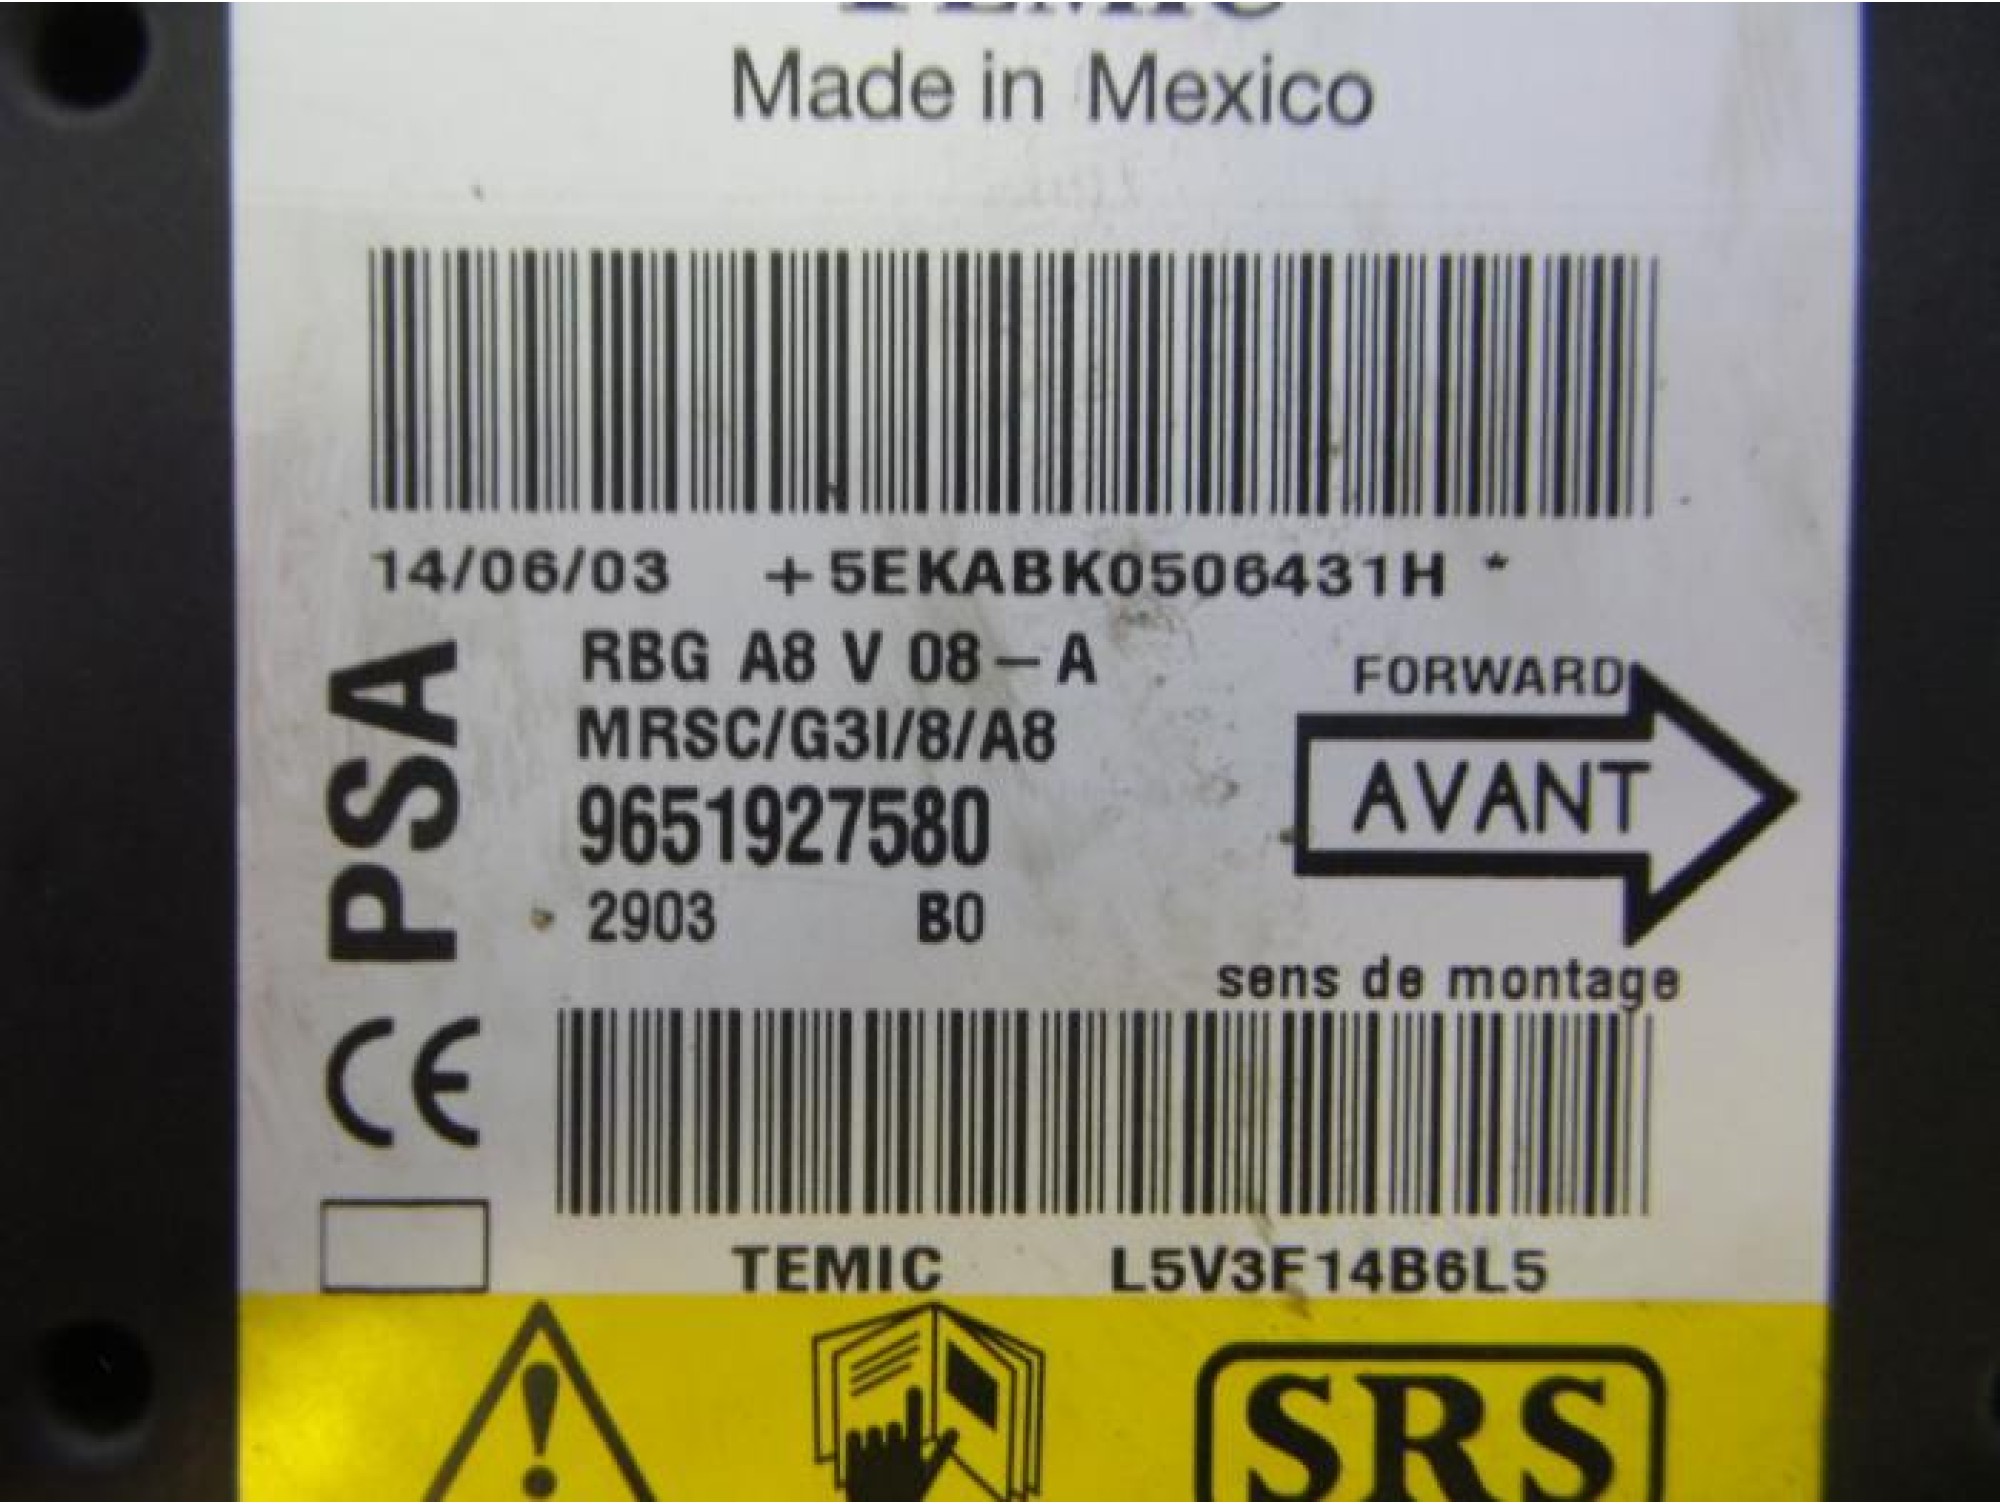 TEMIC
Made in Mexico
14/06/03 +5EKABK0506431H *
RBG A8 V 08-A
MRSC/G3I/8/A8
9651927580
2903 B0
PSA
CE
FORWARD
AVANT
sens de montage
TEMIC L5V3F14B6L5
SRS